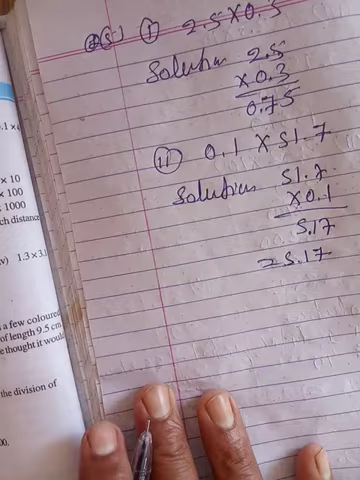 Q(5) (i) 2.5 × 0.3
Solution 2.5
× 0.3
0.75
(ii) 0.1 × 51.7
Solution 51.7
× 0.1
5.17
= 5.17
× 10
× 100
1000
ch distance
v) 1.3 × 3.1
s a few coloured
of length 9.5 cm
e thought it would
the division of
00,